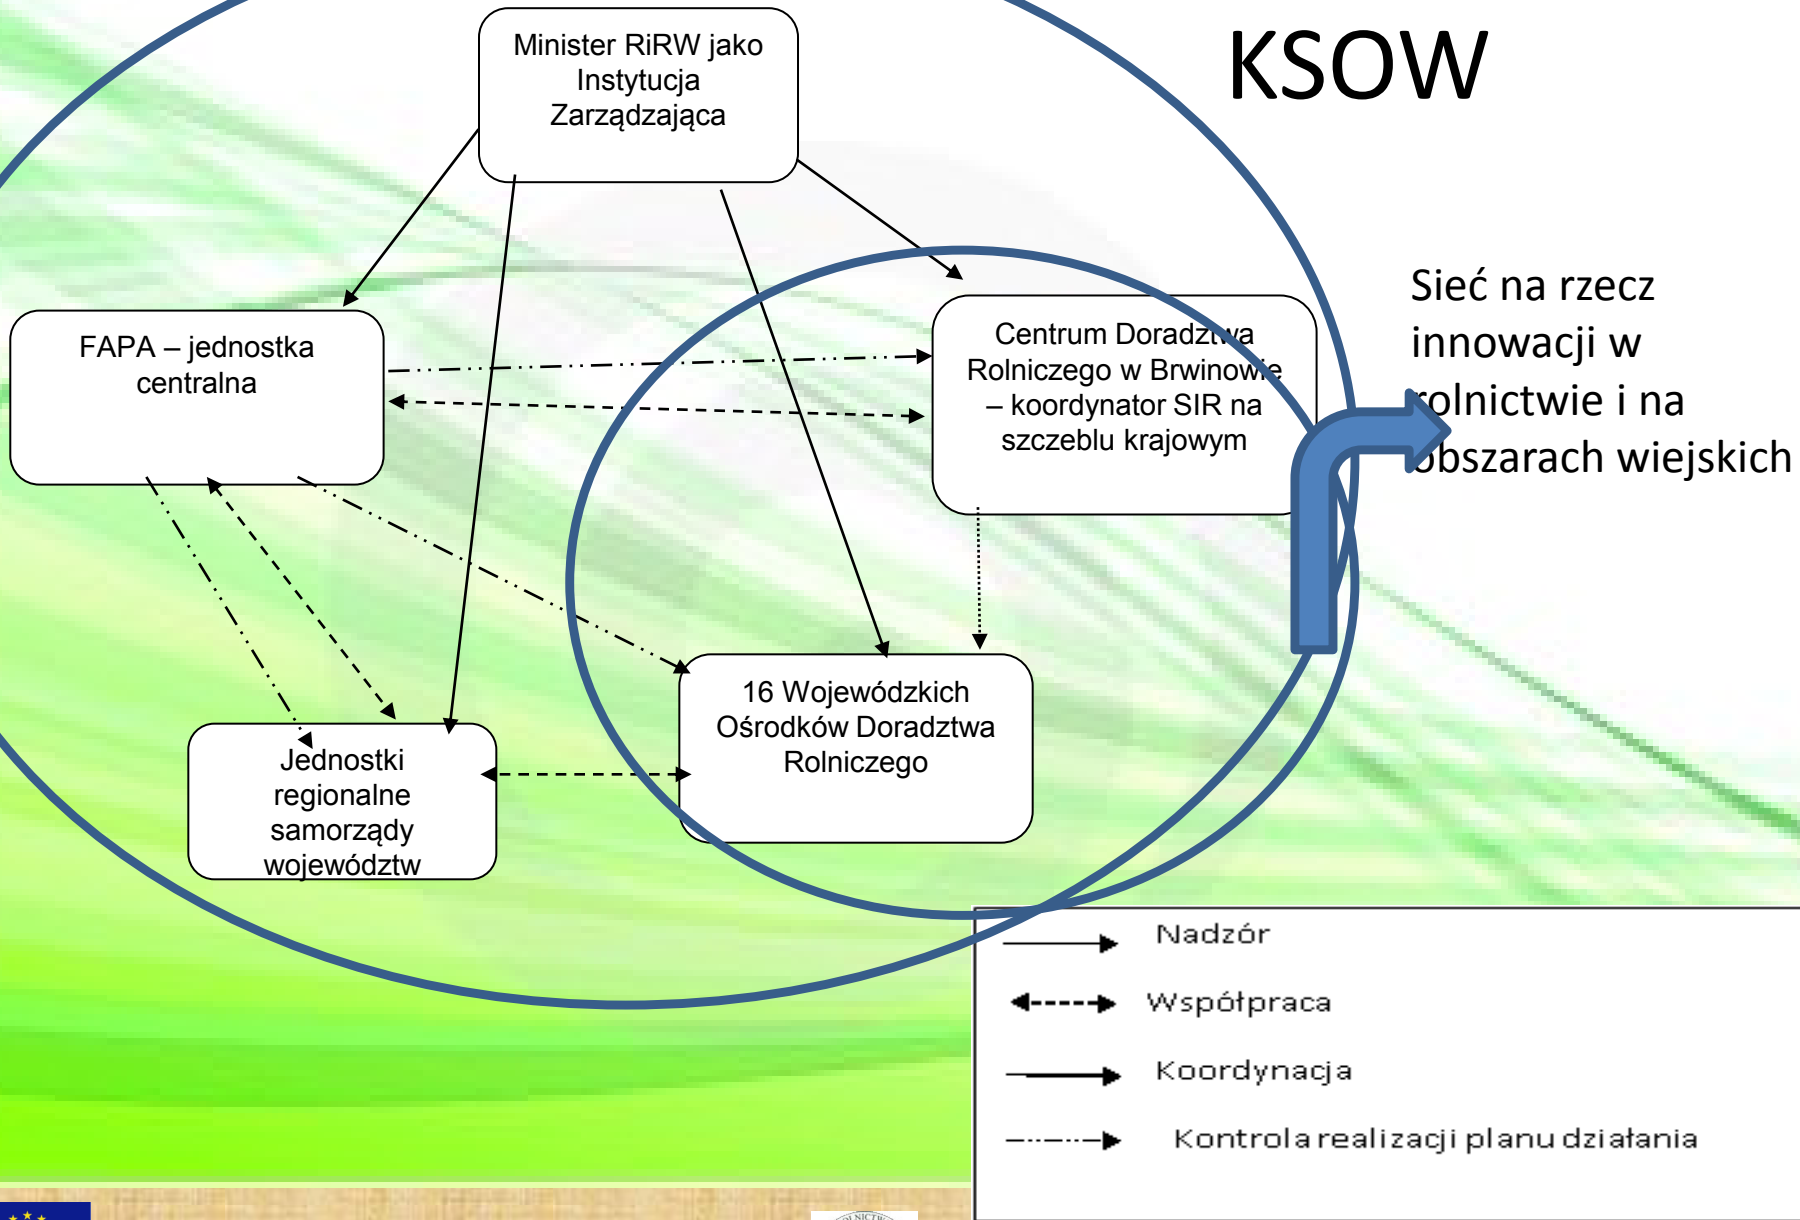 KSOW
Minister RiRW jako
Instytucja
Zarządzająca
Sieć na rzecz
innowacji w
rolnictwie i na
obszarach wiejskich
FAPA – jednostka
centralna
Centrum Doradztwa
Rolniczego w Brwinowie
– koordynator SIR na
szczeblu krajowym
16 Wojewódzkich
Ośrodków Doradztwa
Rolniczego
Jednostki
regionalne
samorządy
województw
Nadzór
Współpraca
Koordynacja
Kontrola realizacji planu działania